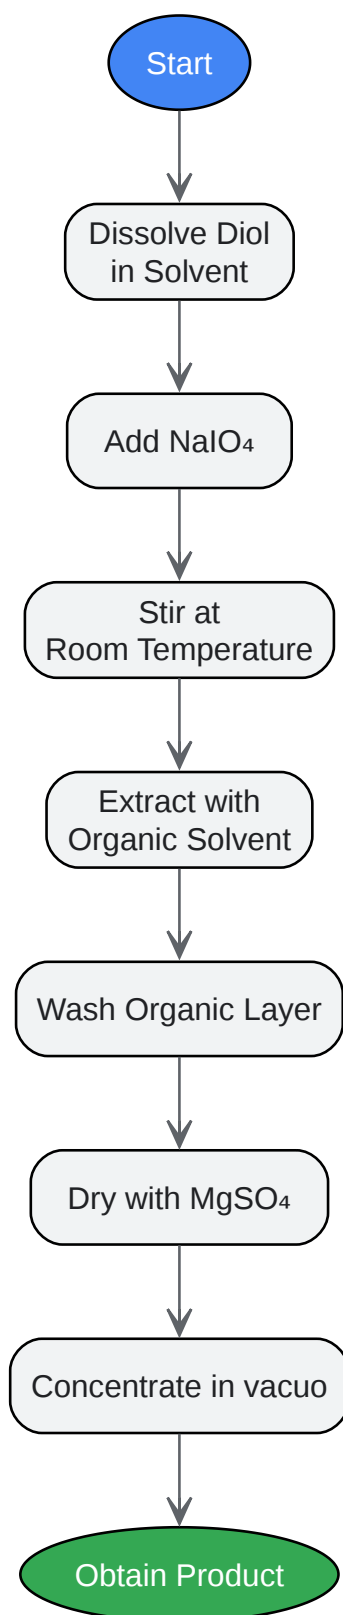 Start
Dissolve Diol
in Solvent
Add NaIO₄
Stir at
Room Temperature
Extract with
Organic Solvent
Wash Organic Layer
Dry with MgSO₄
Concentrate in vacuo
Obtain Product